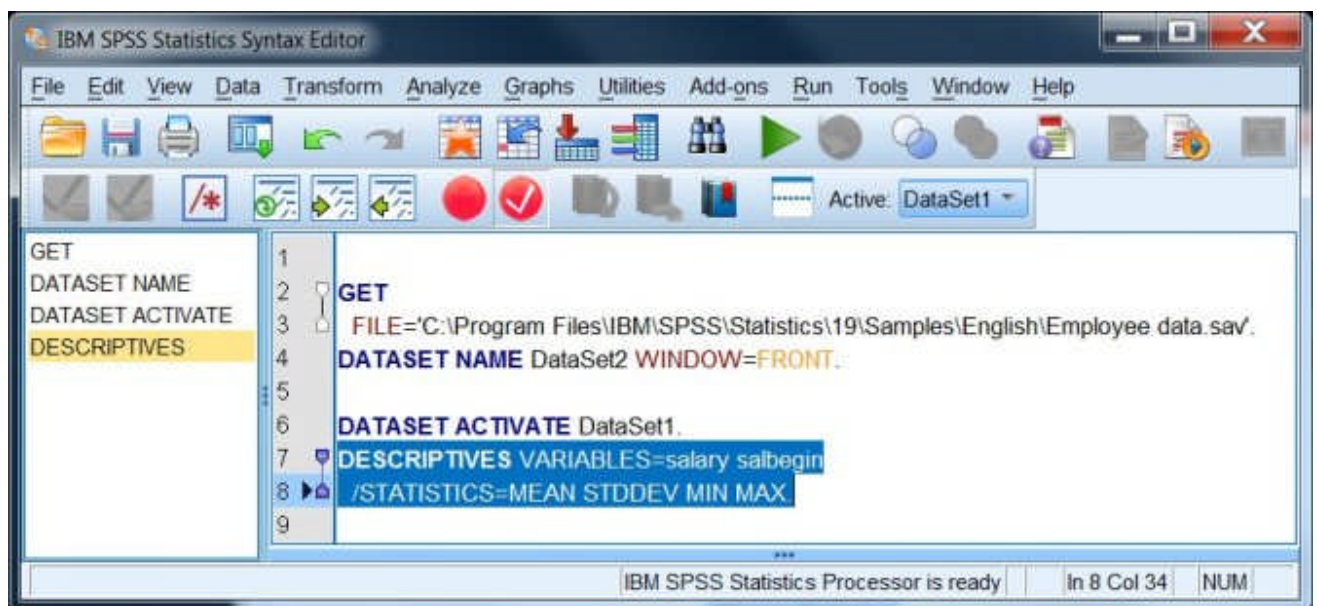 IBM SPSS Statistics Syntax Editor
File Edit View Data Transform Analyze Graphs Utilities Add-ons Run Tools Window Help
/*
Active: DataSet1
GET
DATASET NAME
DATASET ACTIVATE
DESCRIPTIVES
1
2 GET
3 FILE='C:\Program Files\IBM\SPSS\Statistics\19\Samples\English\Employee data.sav'.
4 DATASET NAME DataSet2 WINDOW=FRONT.
5
6 DATASET ACTIVATE DataSet1.
7 DESCRIPTIVES VARIABLES=salary salbegin
8 /STATISTICS=MEAN STDDEV MIN MAX.
9
IBM SPSS Statistics Processor is ready In 8 Col 34 NUM